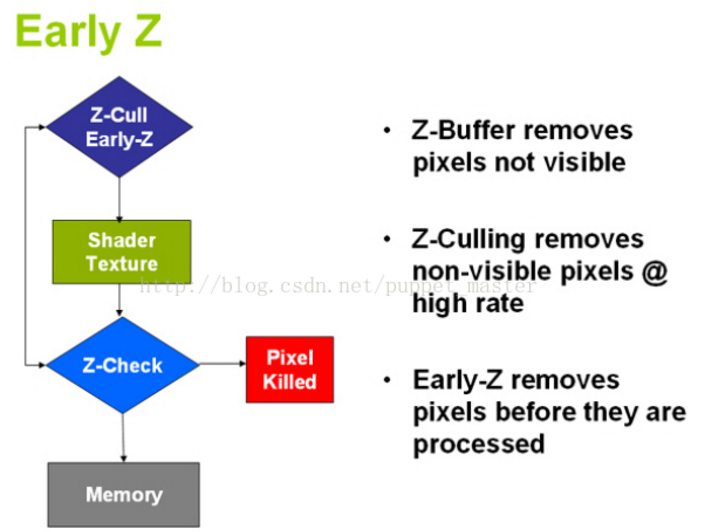 Early Z
Z-Cull
Early-Z
Shader
Texture
Z-Check
Pixel
Killed
Memory
• Z-Buffer removes
pixels not visible
• Z-Culling removes
non-visible pixels @
high rate
• Early-Z removes
pixels before they are
processed
http://blog.csdn.net/puppet_master